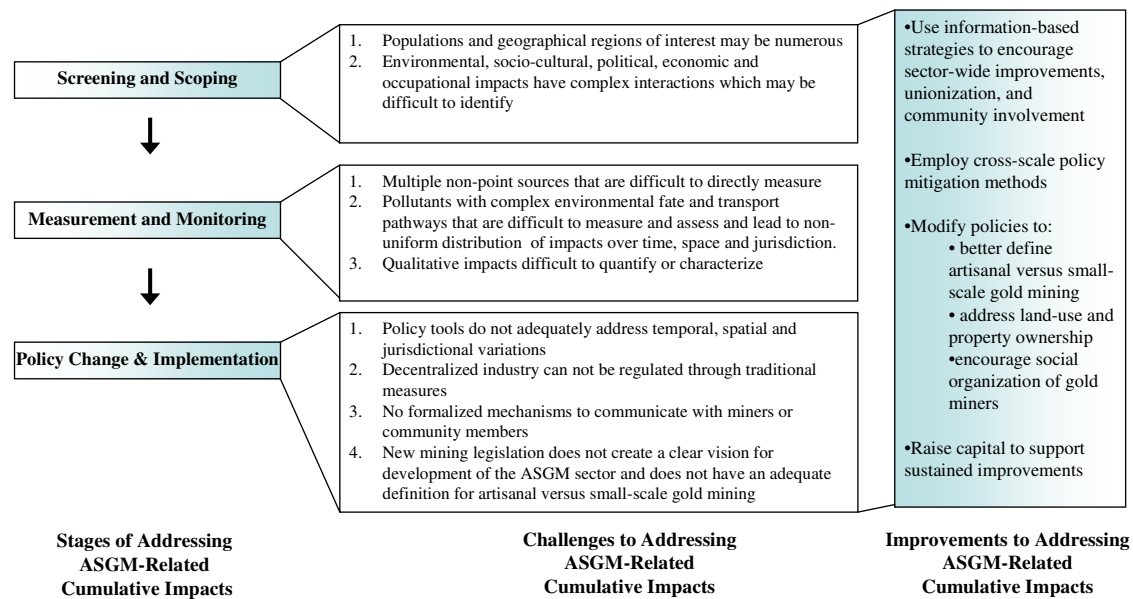 Screening and Scoping
1. Populations and geographical regions of interest may be numerous
2. Environmental, socio-cultural, political, economic and
occupational impacts have complex interactions which may be
difficult to identify
Measurement and Monitoring
1. Multiple non-point sources that are difficult to directly measure
2. Pollutants with complex environmental fate and transport
pathways that are difficult to measure and assess and lead to non-
uniform distribution of impacts over time, space and jurisdiction.
3. Qualitative impacts difficult to quantify or characterize
Policy Change & Implementation
1. Policy tools do not adequately address temporal, spatial and
jurisdictional variations
2. Decentralized industry can not be regulated through traditional
measures
3. No formalized mechanisms to communicate with miners or
community members
4. New mining legislation does not create a clear vision for
development of the ASGM sector and does not have an adequate
definition for artisanal versus small-scale gold mining
•Use information-based
strategies to encourage
sector-wide improvements,
unionization, and
community involvement
•Employ cross-scale policy
mitigation methods
•Modify policies to:
• better define
artisanal versus small-
scale gold mining
• address land-use and
property ownership
•encourage social
organization of gold
miners
•Raise capital to support
sustained improvements
Stages of Addressing
ASGM-Related
Cumulative Impacts
Challenges to Addressing
ASGM-Related
Cumulative Impacts
Improvements to Addressing
ASGM-Related
Cumulative Impacts